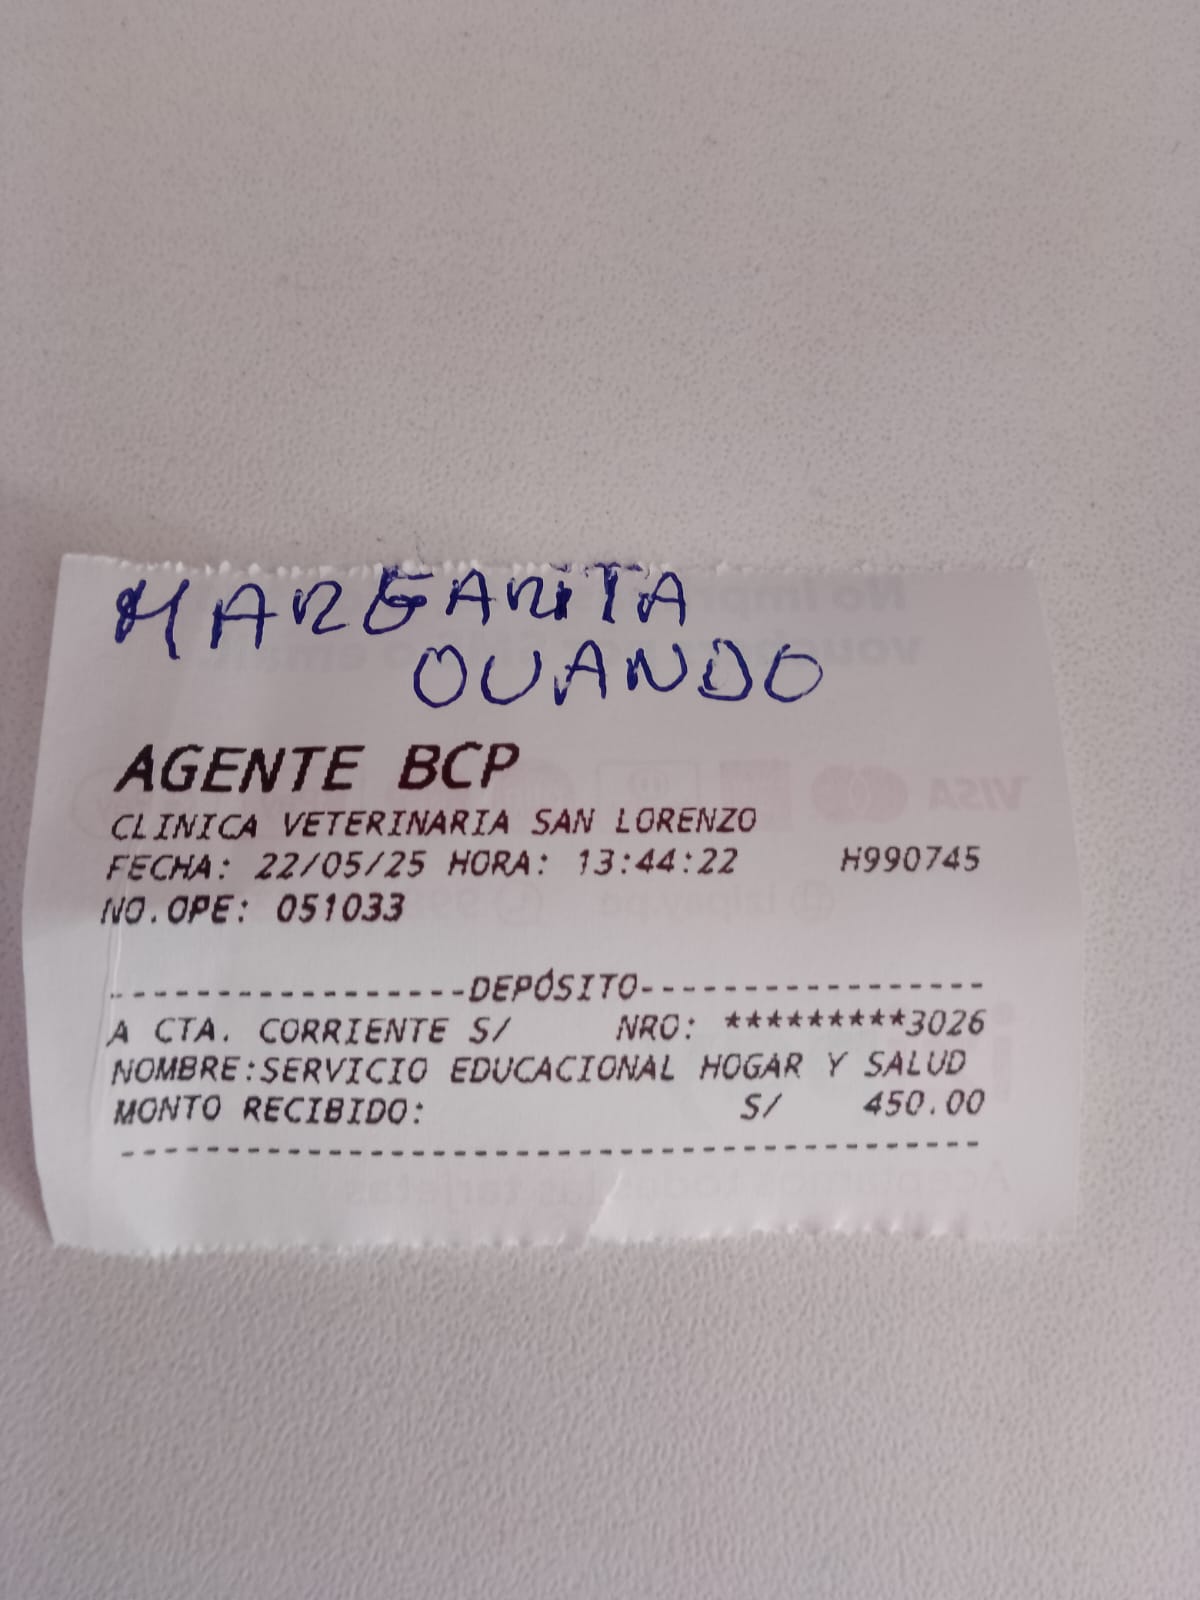 MARGARITA
OVANDO
AGENTE BCP
CLINICA VETERINARIA SAN LORENZO
FECHA: 22/05/25 HORA: 13:44:22 H990745
NO.OPE: 051033
-----------------DEPÓSITO-----------------
A CTA. CORRIENTE S/ NRO: *********3026
NOMBRE:SERVICIO EDUCACIONAL HOGAR Y SALUD
MONTO RECIBIDO: S/ 450.00